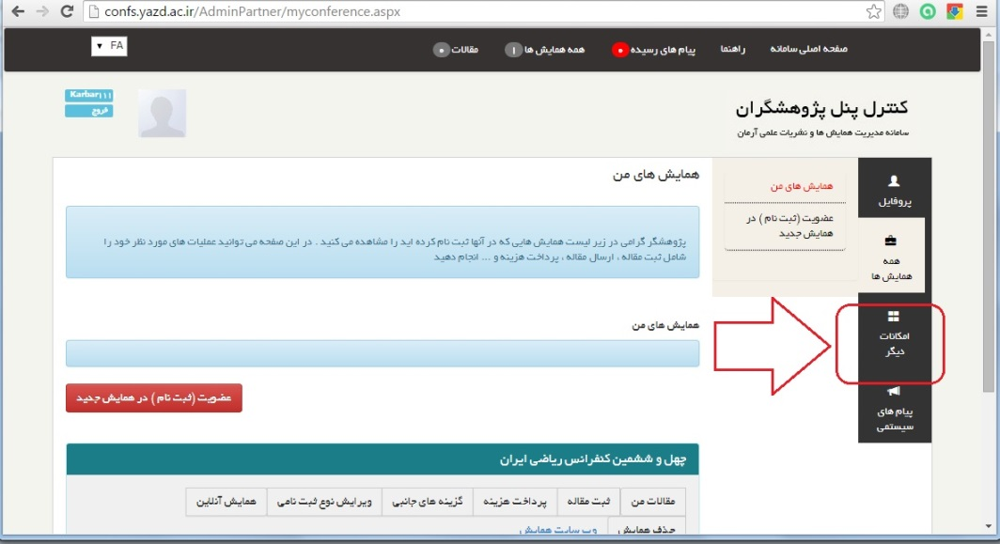 confs.yazd.ac.ir/AdminPartner/myconference.aspx
صفحه اصلی سامانه
راهنما
پیام های رسیده ۰
همه همایش ها ۱
مقالات ۰
FA
Karbar111
خروج
کنترل پنل پژوهشگران
سامانه مدیریت همایش ها و نشریات علمی آرمان
پروفایل
همه
همایش ها
امکانات
دیگر
پیام های
سیستمی
همایش های من
عضویت (ثبت نام ) در
همایش جدید
همایش های من
پژوهشگر گرامی در زیر لیست همایش هایی که در آنها ثبت نام کرده اید را مشاهده می کنید . در این صفحه می توانید عملیات های مورد نظر خود را
شامل ثبت مقاله ، ارسال مقاله ، پرداخت هزینه و ... انجام دهید
همایش های من
عضویت (ثبت نام ) در همایش جدید
چهل و ششمین کنفرانس ریاضی ایران
مقالات من
ثبت مقاله
پرداخت هزینه
گزینه های جانبی
ویرایش نوع ثبت نامی
همایش آنلاین
حذف همایش
وب سایت همایش